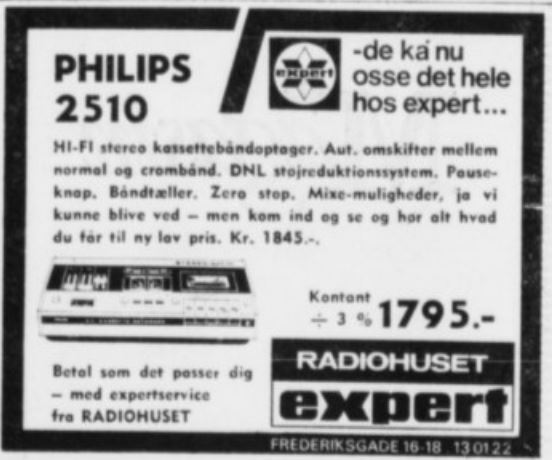 PHILIPS
2510
expert
-de ka' nu
osse det hele
hos expert...
HI-FI stereo kassettebåndoptager. Aut. omskifter mellem
normal og crombånd. DNL støjreduktionssystem. Pause-
knap. Båndtæller. Zero stop. Mixe-muligheder, ja vi
kunne blive ved – men kom ind og se og hør alt hvad
du får til ny lav pris. Kr. 1845.-.
Kontant
÷ 3 % 1795.-
Betal som det passer dig
– med expertservice
fra RADIOHUSET
RADIOHUSET
expert
FREDERIKSGADE 16-18 . 13 01 22